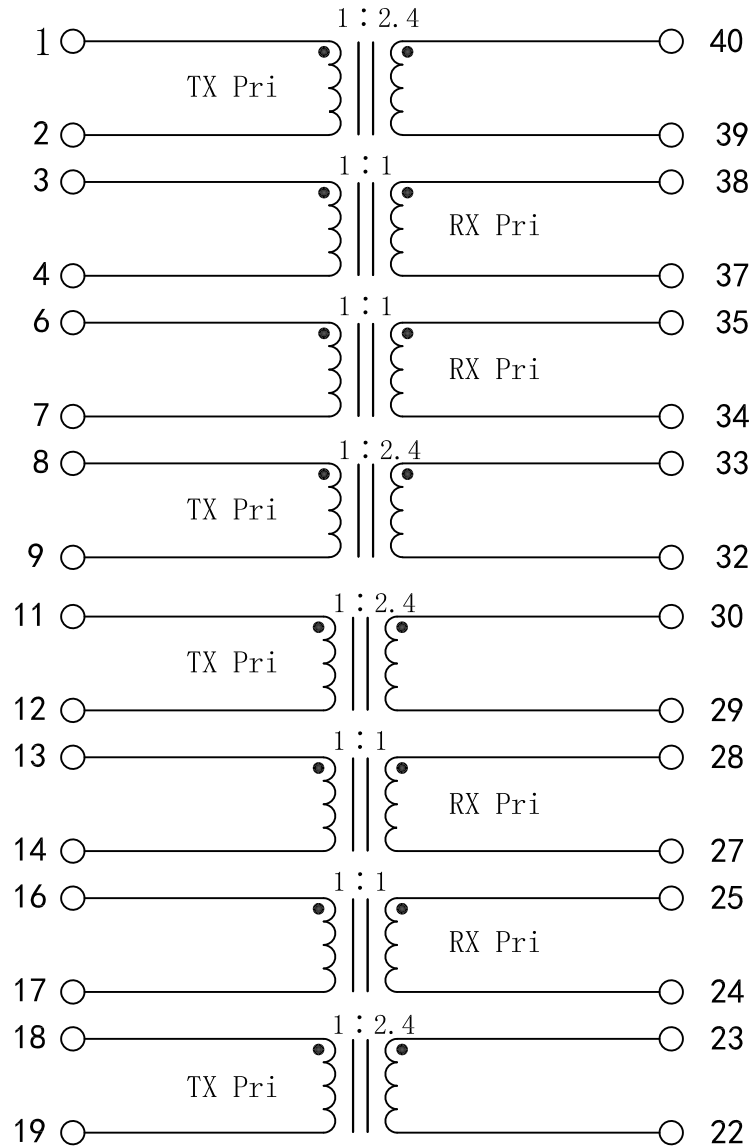 1 : 2.4
1 40
TX Pri
2 39
1 : 1
3 38
RX Pri
4 37
1 : 1
6 35
RX Pri
7 34
1 : 2.4
8 33
TX Pri
9 32
1 : 2.4
11 30
TX Pri
12 29
1 : 1
13 28
RX Pri
14 27
1 : 1
16 25
RX Pri
17 24
1 : 2.4
18 23
TX Pri
19 22